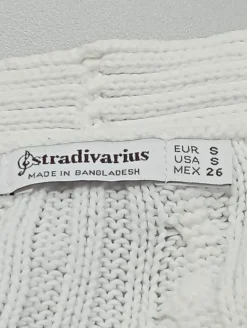 stradivarius
MADE IN BANGLADESH
EUR S
USA S
MEX 26